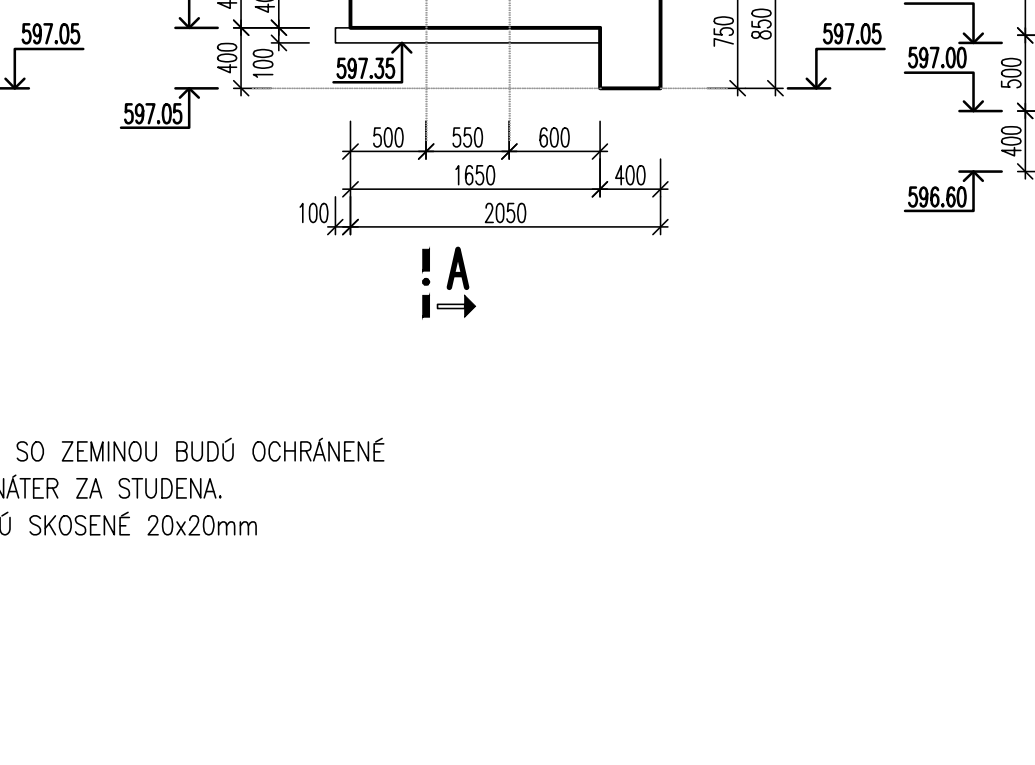 597.05
400
100
597.35
750
850
597.05
597.00
500
597.05
500 550 600
400
1650 400
596.60
100 2050
A
SO ZEMINOU BUDÚ OCHRÁNENÉ
NÁTER ZA STUDENA.
Ú SKOSENÉ 20x20mm